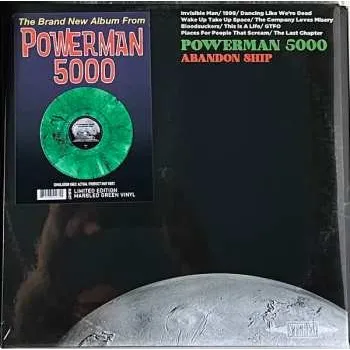 The Brand New Album From
POWERMAN
5000
LIMITED EDITION
MARBLED GREEN VINYL
Invisible Man/ 1999/ Dancing Like We're Dead
Wake Up Take Up Space/ The Company Loves Misery
Bloodsuckers/ This Is A Life/ GTFO
Places For People That Scream/ The Last Chapter
POWERMAN 5000
ABANDON SHIP